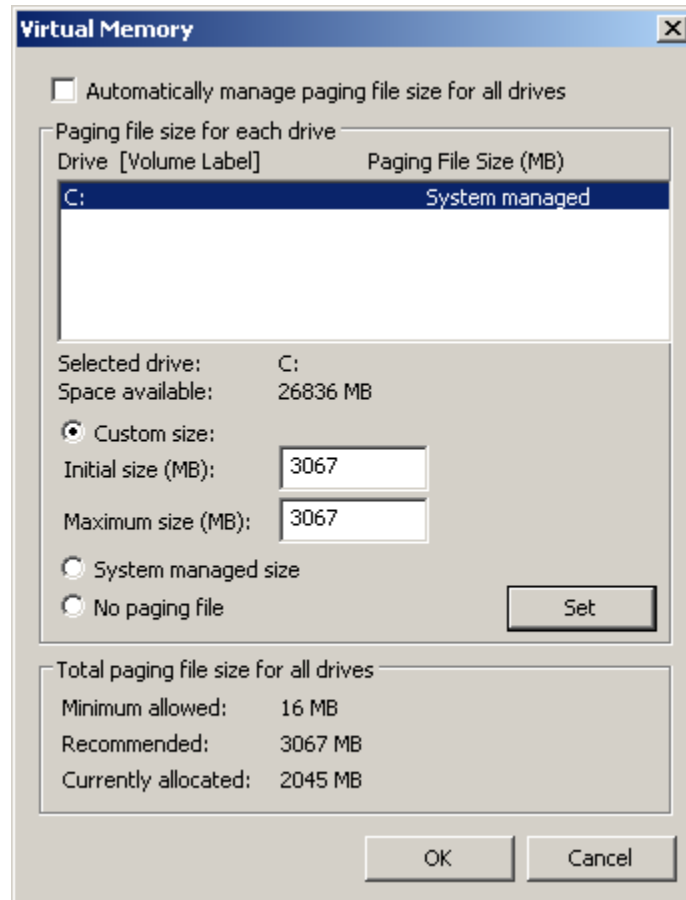 Virtual Memory
Automatically manage paging file size for all drives
Paging file size for each drive
Drive [Volume Label] Paging File Size (MB)
C: System managed
Selected drive: C:
Space available: 26836 MB
Custom size:
Initial size (MB): 3067
Maximum size (MB): 3067
System managed size
No paging file Set
Total paging file size for all drives
Minimum allowed: 16 MB
Recommended: 3067 MB
Currently allocated: 2045 MB
OK Cancel